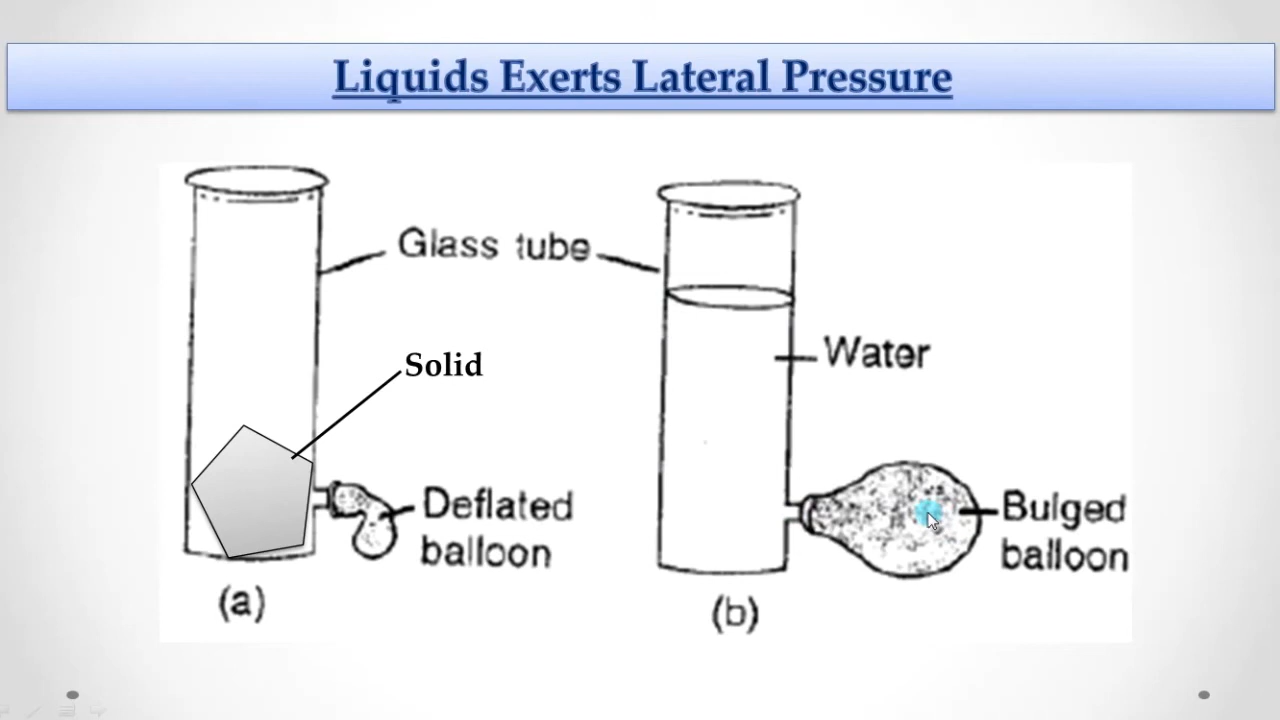 Liquids Exerts Lateral Pressure
Glass tube
Solid
Water
Deflated
balloon
Bulged
balloon
(a)
(b)